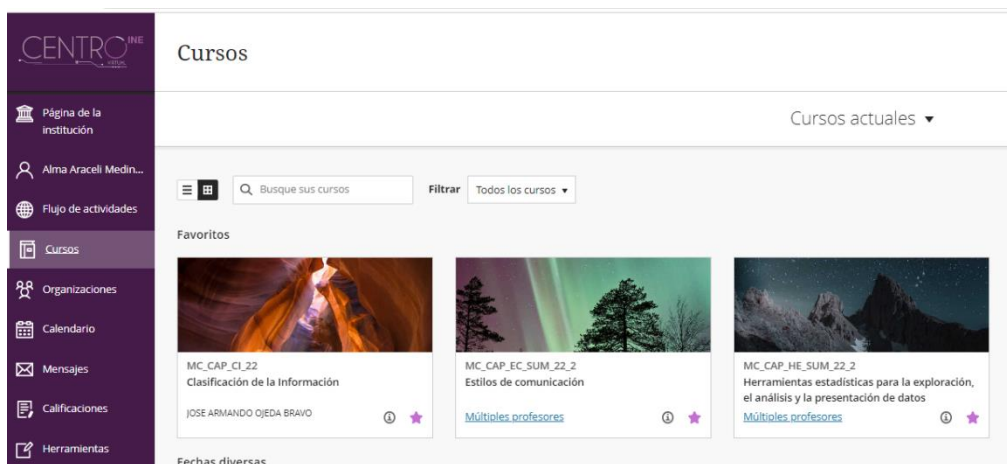 CENTRO INE
VIRTUAL
Cursos
Página de la
institución
Alma Araceli Medin...
Flujo de actividades
Cursos
Organizaciones
Calendario
Mensajes
Calificaciones
Herramientas
Cursos actuales
Busque sus cursos
Filtrar
Todos los cursos
Favoritos
MC_CAP_CI_22
Clasificación de la Información
JOSE ARMANDO OJEDA BRAVO
MC_CAP_EC_SUM_22_2
Estilos de comunicación
Múltiples profesores
MC_CAP_HE_SUM_22_2
Herramientas estadísticas para la exploración,
el análisis y la presentación de datos
Múltiples profesores
Fechas diversas